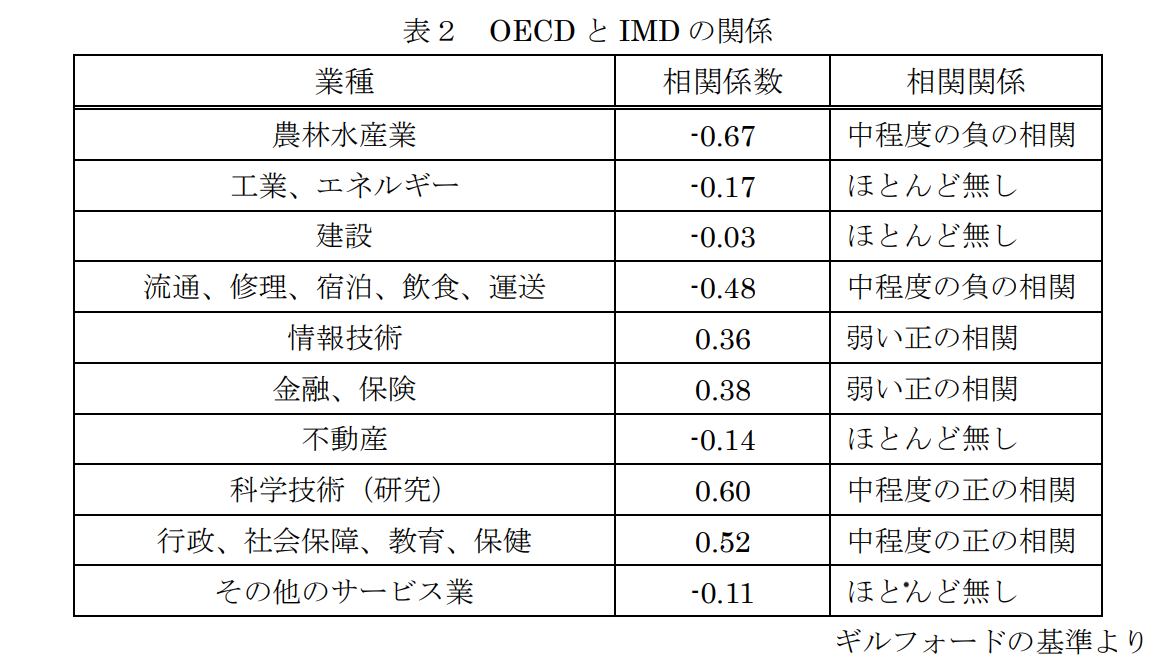 表２　OECD と IMD の関係
業種 相関係数 相関関係
農林水産業 -0.67 中程度の負の相関
工業、エネルギー -0.17 ほとんど無し
建設 -0.03 ほとんど無し
流通、修理、宿泊、飲食、運送 -0.48 中程度の負の相関
情報技術 0.36 弱い正の相関
金融、保険 0.38 弱い正の相関
不動産 -0.14 ほとんど無し
科学技術（研究） 0.60 中程度の正の相関
行政、社会保障、教育、保健 0.52 中程度の正の相関
その他のサービス業 -0.11 ほとんど無し
ギルフォードの基準より